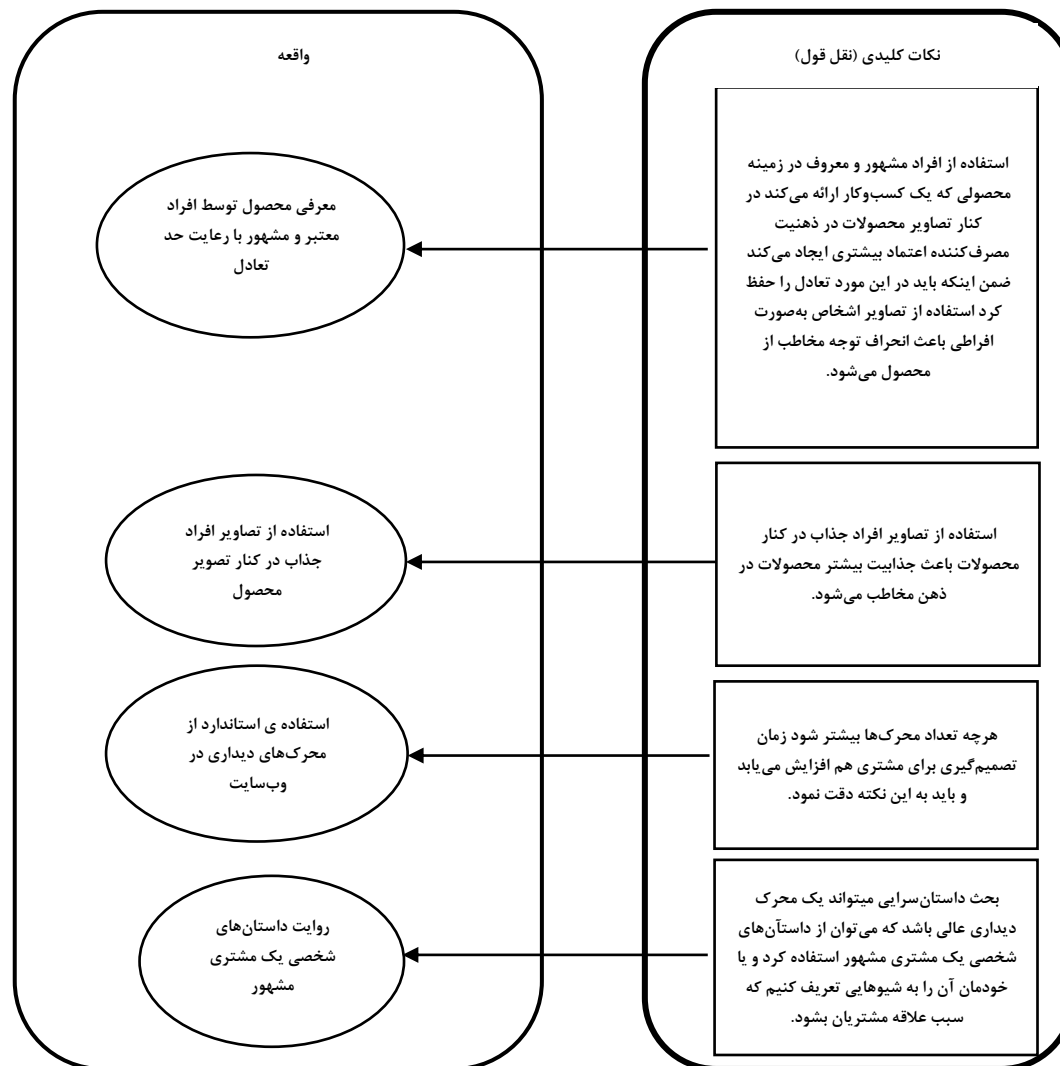 نکات کلیدی (نقل قول)
استفاده از افراد مشهور و معروف در زمینه
محصولی که یک کسب‌وکار ارائه می‌کند در
کنار تصاویر محصولات در ذهنیت
مصرف‌کننده اعتماد بیشتری ایجاد می‌کند
ضمن اینکه باید در این مورد تعادل را حفظ
کرد استفاده از تصاویر اشخاص به‌صورت
افراطی باعث انحراف توجه مخاطب از
محصول می‌شود.
استفاده از تصاویر افراد جذاب در کنار
محصولات باعث جذابیت بیشتر محصولات در
ذهن مخاطب می‌شود.
هرچه تعداد محرک‌ها بیشتر شود زمان
تصمیم‌گیری برای مشتری هم افزایش می‌یابد
و باید به این نکته دقت نمود.
بحث داستان‌سرایی میتواند یک محرک
دیداری عالی باشد که می‌توان از داستآن‌های
شخصی یک مشتری مشهور استفاده کرد و یا
خودمان آن را به شیوهایی تعریف کنیم که
سبب علاقه مشتریان بشود.
واقعه
معرفی محصول توسط افراد
معتبر و مشهور با رعایت حد
تعادل
استفاده از تصاویر افراد
جذاب در کنار تصویر
محصول
استفاده ی استاندارد از
محرک‌های دیداری در
وب‌سایت
روایت داستان‌های
شخصی یک مشتری
مشهور